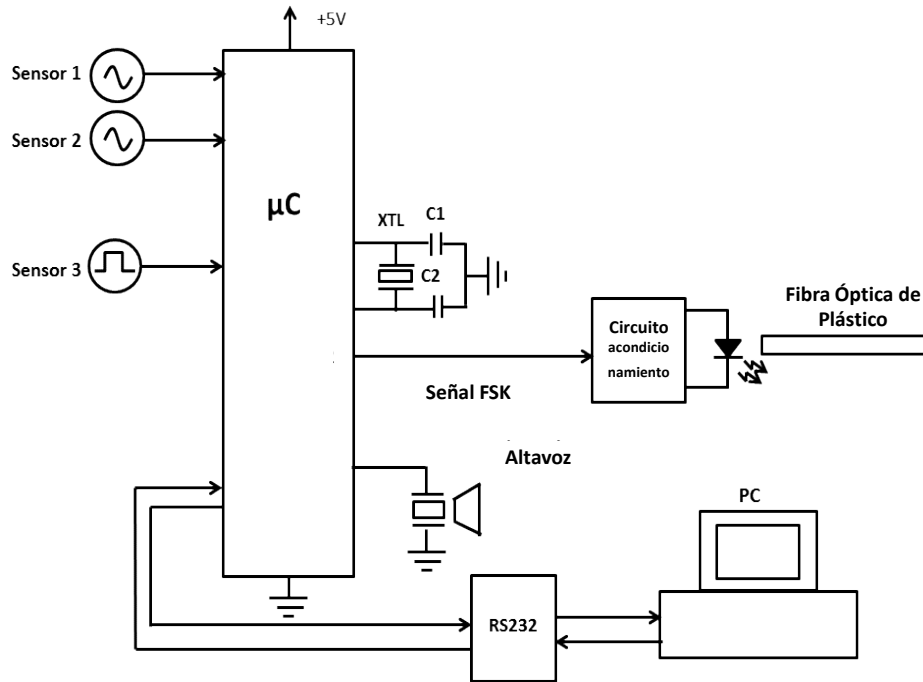 +5V
Sensor 1
Sensor 2
µC
XTL
C1
Sensor 3
C2
Fibra Óptica de
Plástico
Circuito
acondicio
namiento
Señal FSK
Altavoz
PC
RS232